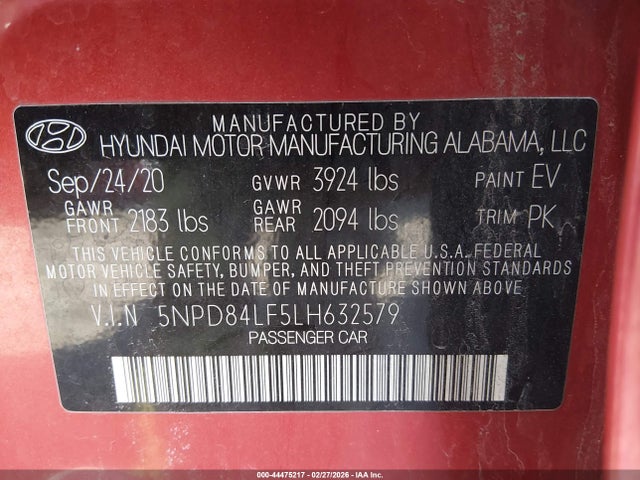 MANUFACTURED BY
HYUNDAI MOTOR MANUFACTURING ALABAMA, LLC
Sep/24/20 GVWR 3924 lbs PAINT EV
GAWR FRONT 2183 lbs GAWR REAR 2094 lbs TRIM PK
THIS VEHICLE CONFORMS TO ALL APPLICABLE U.S.A. FEDERAL
MOTOR VEHICLE SAFETY, BUMPER, AND THEFT PREVENTION STANDARDS
IN EFFECT ON THE DATE OF MANUFACTURE SHOWN ABOVE.
V.I.N 5NPD84LF5LH632579
PASSENGER CAR
000-44475217 - 02/27/2026 - IAAI.com